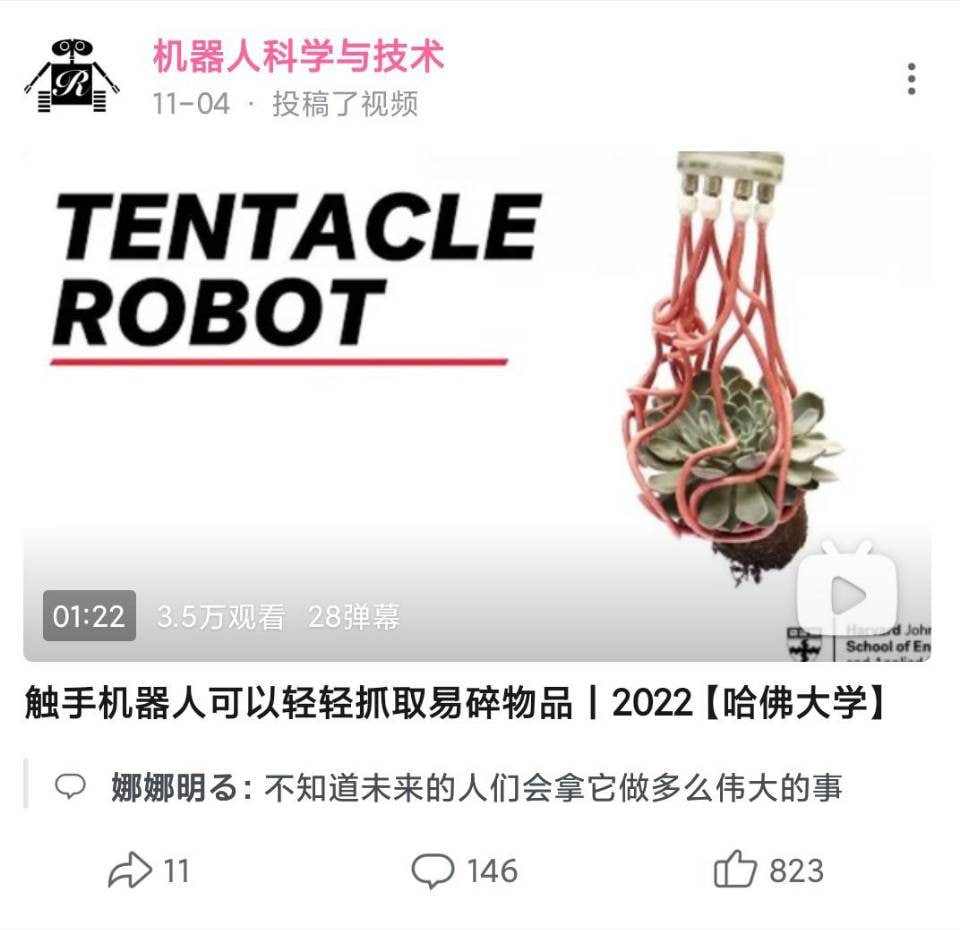 机器人科学与技术
11-04 · 投稿了视频
TENTACLE
ROBOT
01:22 3.5万观看 28弹幕
Harvard John
School of En
触手机器人可以轻轻抓取易碎物品丨2022【哈佛大学】
娜娜明る: 不知道未来的人们会拿它做多么伟大的事
11 146 823